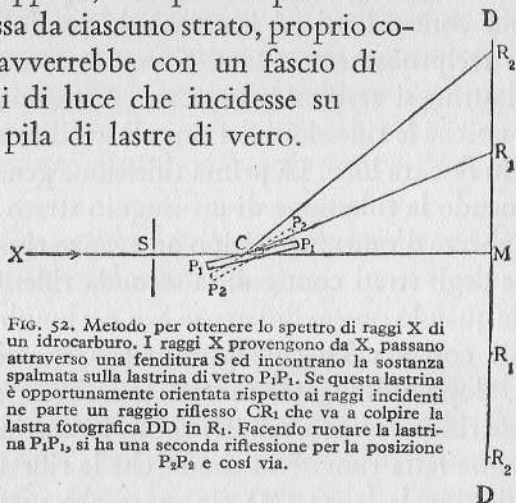 ssa da ciascuno strato, proprio co-
avverrebbe con un fascio di
i di luce che incidesse su
pila di lastre di vetro.
D
R2
R1
X
S
C
P2
P1
M
P1
P2
R1
R2
D
FIG. 52. Metodo per ottenere lo spettro di raggi X di
un idrocarburo. I raggi X provengono da X, passano
attraverso una fenditura S ed incontrano la sostanza
spalmata sulla lastrina di vetro P1P1. Se questa lastrina
è opportunamente orientata rispetto ai raggi incidenti
ne parte un raggio riflesso CR1 che va a colpire la
lastra fotografica DD in R1. Facendo ruotare la lastri-
na P1P1, si ha una seconda riflessione per la posizione
P2P2 e cosí via.